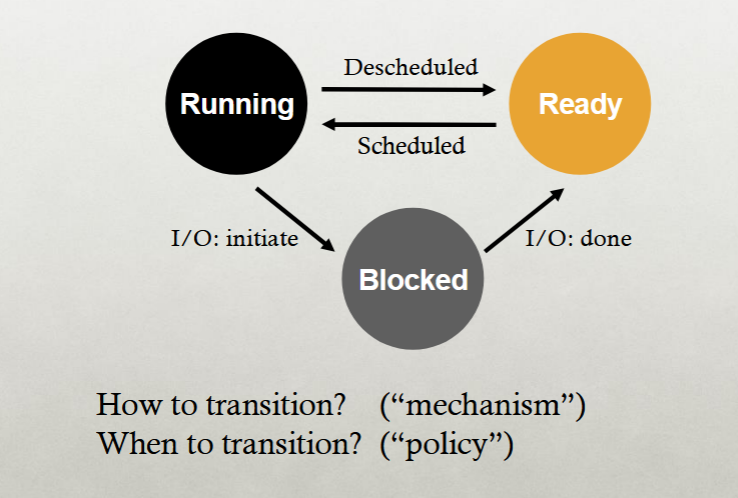 Descheduled
Running
Ready
Scheduled
I/O: initiate
I/O: done
Blocked
How to transition? (“mechanism”)
When to transition? (“policy”)